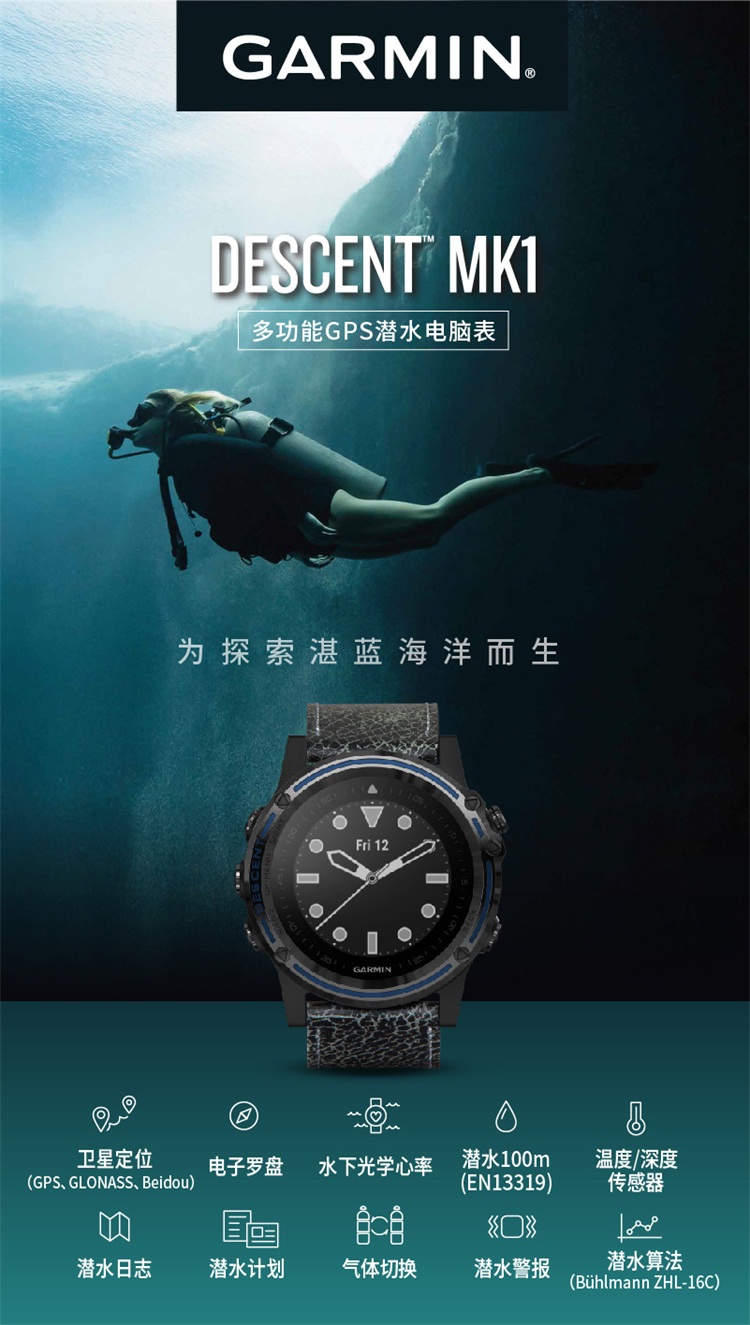 GARMIN®
DESCENT™ MK1
多功能GPS潜水电脑表
为探索湛蓝海洋而生
Fri 12
DESCENT
GARMIN
卫星定位
(GPS、GLONASS、Beidou)
电子罗盘
水下光学心率
潜水100m
(EN13319)
温度/深度
传感器
潜水日志
潜水计划
气体切换
潜水警报
潜水算法
(Bühlmann ZHL-16C)